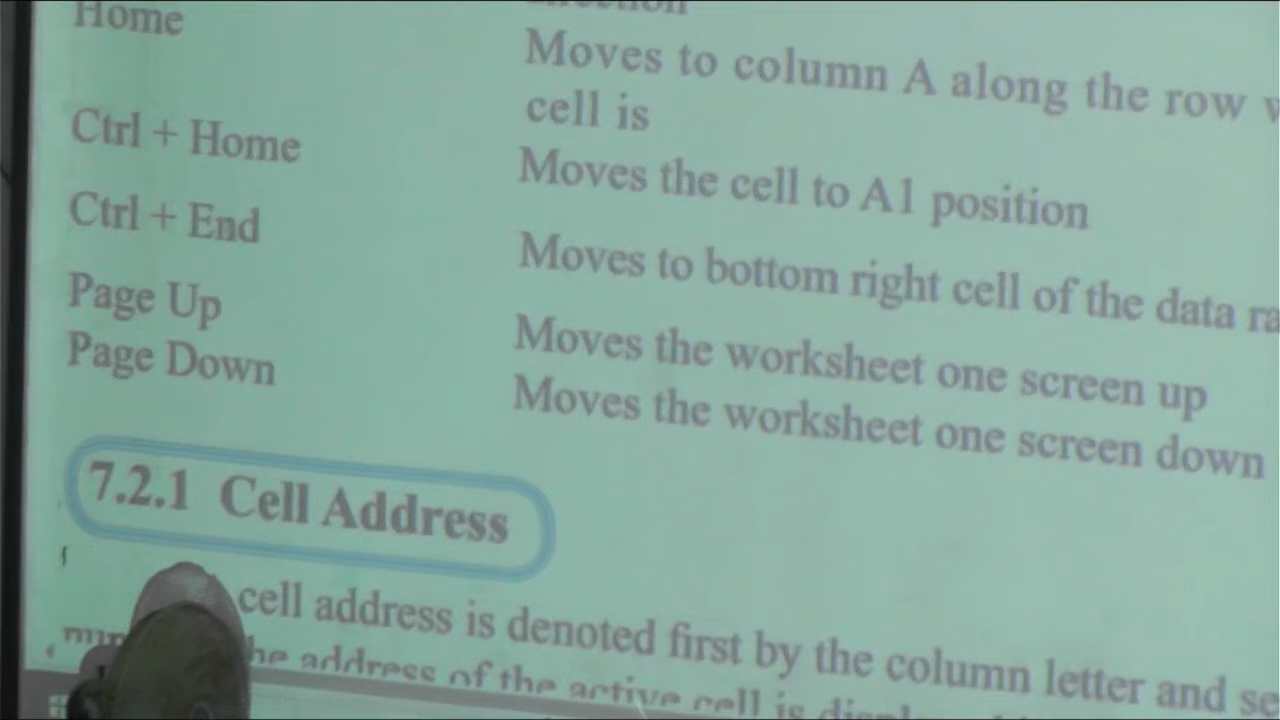 Home
Moves to column A along the row
cell is
Ctrl + Home
Moves the cell to A1 position
Ctrl + End
Moves to bottom right cell of the data
Page Up
Moves the worksheet one screen up
Page Down
Moves the worksheet one screen down
7.2.1 Cell Address
cell address is denoted first by the column letter and
address of the active cell is